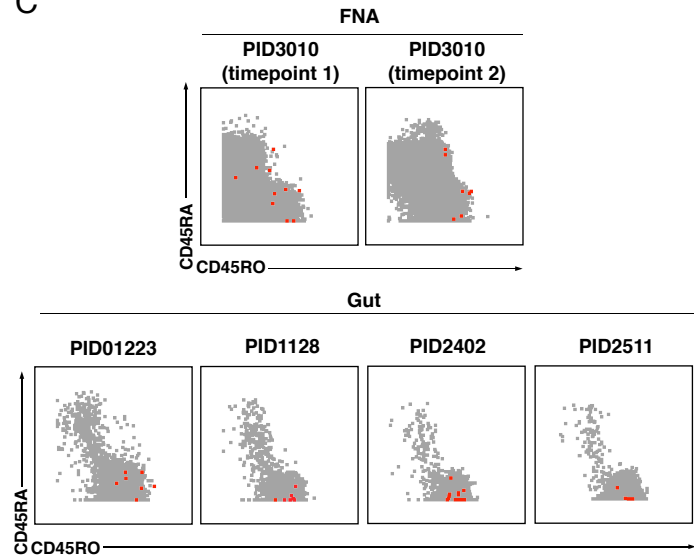 C
FNA
PID3010 (timepoint 1)
PID3010 (timepoint 2)
CD45RA
CD45RO
Gut
PID01223
PID1128
PID2402
PID2511
CD45RA
CD45RO